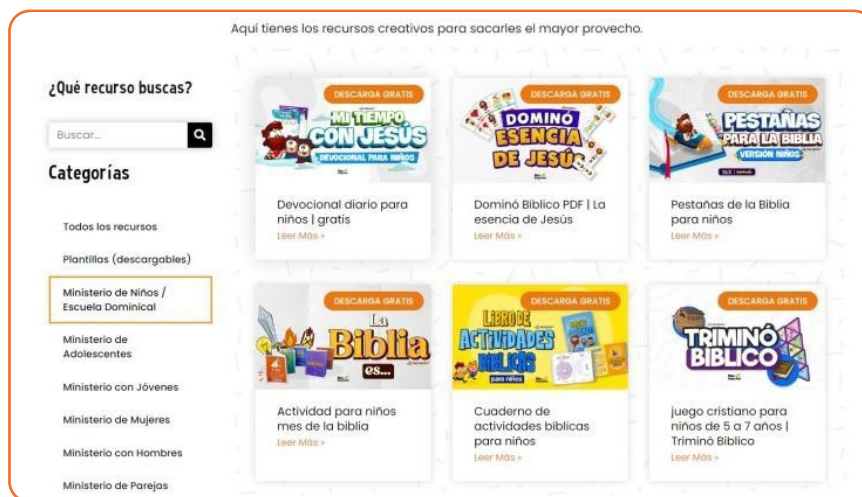 Aquí tienes los recursos creativos para sacarles el mayor provecho.
¿Qué recurso buscas?
Buscar...
Categorías
Todos los recursos
Plantillas (descargables)
Ministerio de Niños /
Escuela Dominical
Ministerio de
Adolescentes
Ministerio con Jóvenes
Ministerio de Mujeres
Ministerio con Hombres
Ministerio de Parejas
DESCARGA GRATIS
MI TIEMPO
CON JESÚS
DEVOCIONAL PARA NIÑOS
Devocional diario para
niños | gratis
Leer Más »
DESCARGA GRATIS
DOMINÓ
ESENCIA
DE JESÚS
Dominó Bíblico PDF | La
esencia de Jesús
Leer Más »
DESCARGA GRATIS
PESTAÑAS
PARA LA BIBLIA
VERSIÓN NIÑOS
Pestañas de la Biblia
para niños
Leer Más »
DESCARGA GRATIS
La
Biblia
es...
Actividad para niños
mes de la biblia
Leer Más »
DESCARGA GRATIS
LIBRO DE
ACTIVIDADES
BÍBLICAS
para niños
Cuaderno de
actividades bíblicas
para niños
Leer Más »
DESCARGA GRATIS
TRIMINÓ
BÍBLICO
juego cristiano para
niños de 5 a 7 años |
Triminó Bíblico
Leer Más »